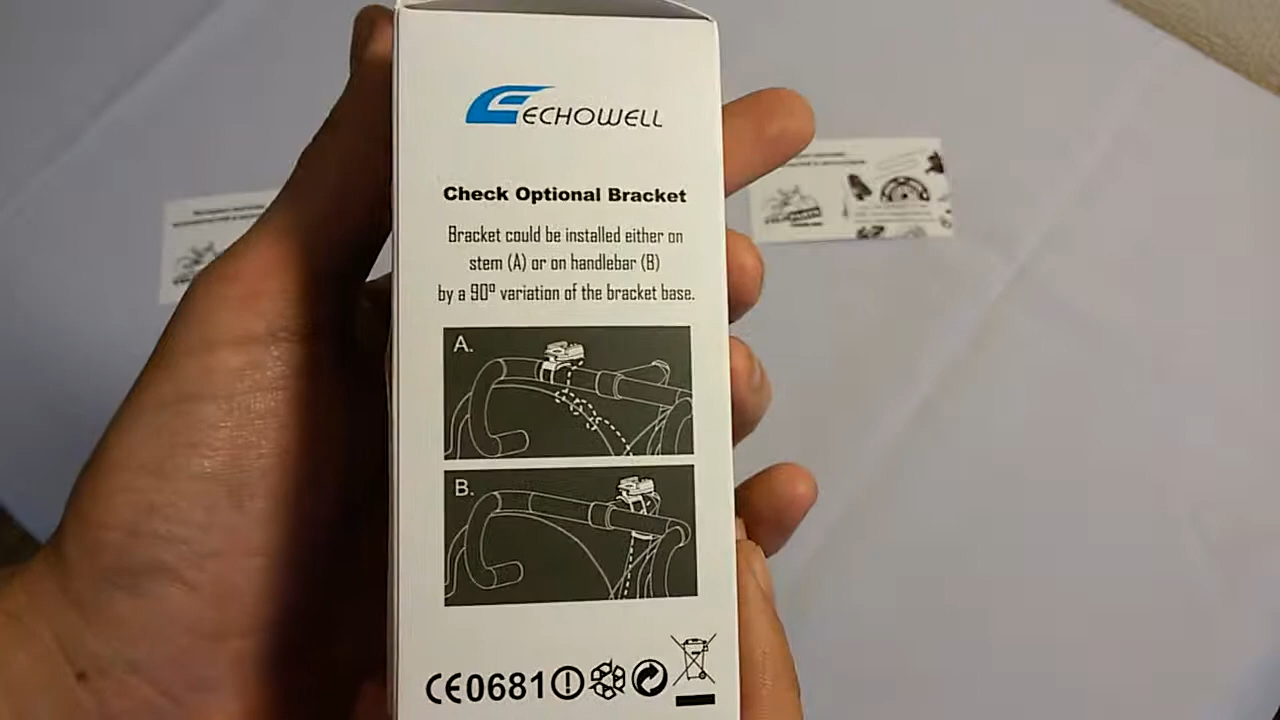 ECHOWELL
Check Optional Bracket
Bracket could be installed either on
stem (A) or on handlebar (B)
by a 90º variation of the bracket base.
A.
B.
CE0681